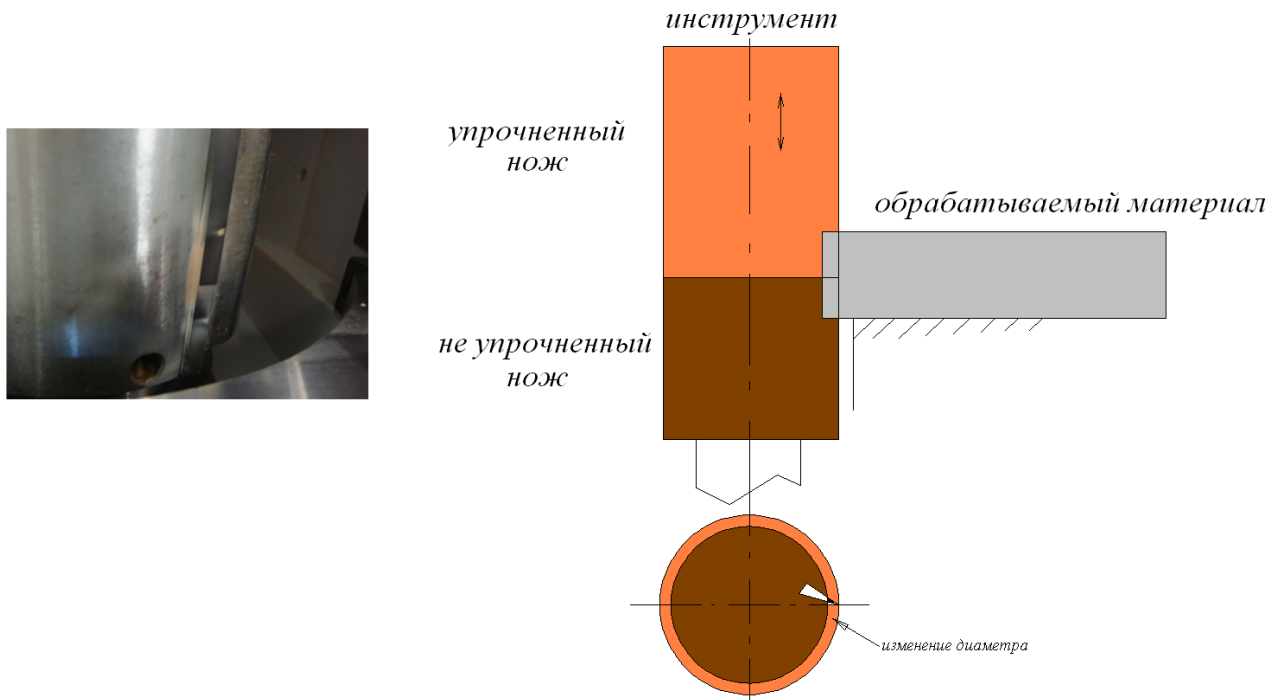 инструмент
упрочненный
нож
обрабатываемый материал
не упрочненный
нож
изменение диаметра